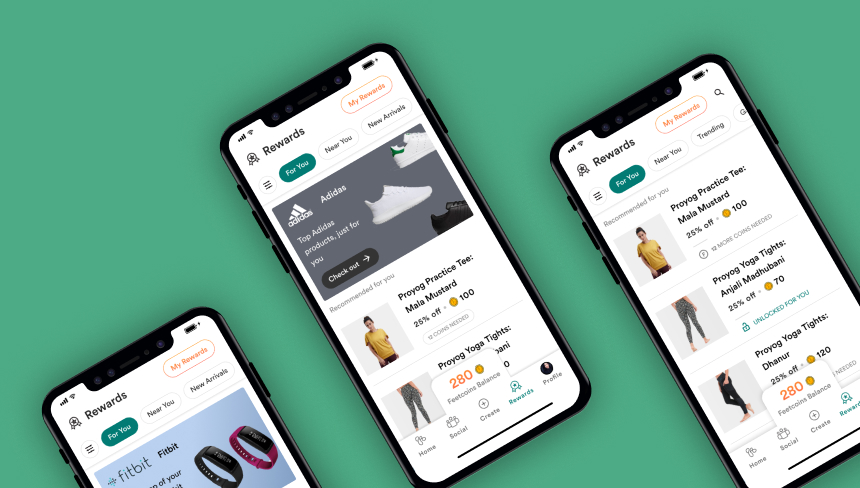 Rewards
My Rewards
For You
Near You
New Arrivals
fitbit
Fitbit
of your
Rewards
My Rewards
For You
Near You
New Arrivals
adidas
Adidas
Top Adidas
products, just for
you
Check out
Recommended for you
Proyog Practice Tee:
Mala Mustard
25% off • 100
12 COINS NEEDED
Proyog Yoga Tights:
280
Feetcoins Balance
Home
Social
Create
Rewards
Profile
Rewards
My Rewards
For You
Near You
Trending
Recommended for you
Proyog Practice Tee:
Mala Mustard
25% off • 100
12 MORE COINS NEEDED
Proyog Yoga Tights:
Anjali Madhubani
25% off • 70
UNLOCKED FOR YOU
Proyog Yoga Tights:
Dhanur
25% off • 120
NEEDED
280
Feetcoins Balance
Home
Social
Create
Rewards